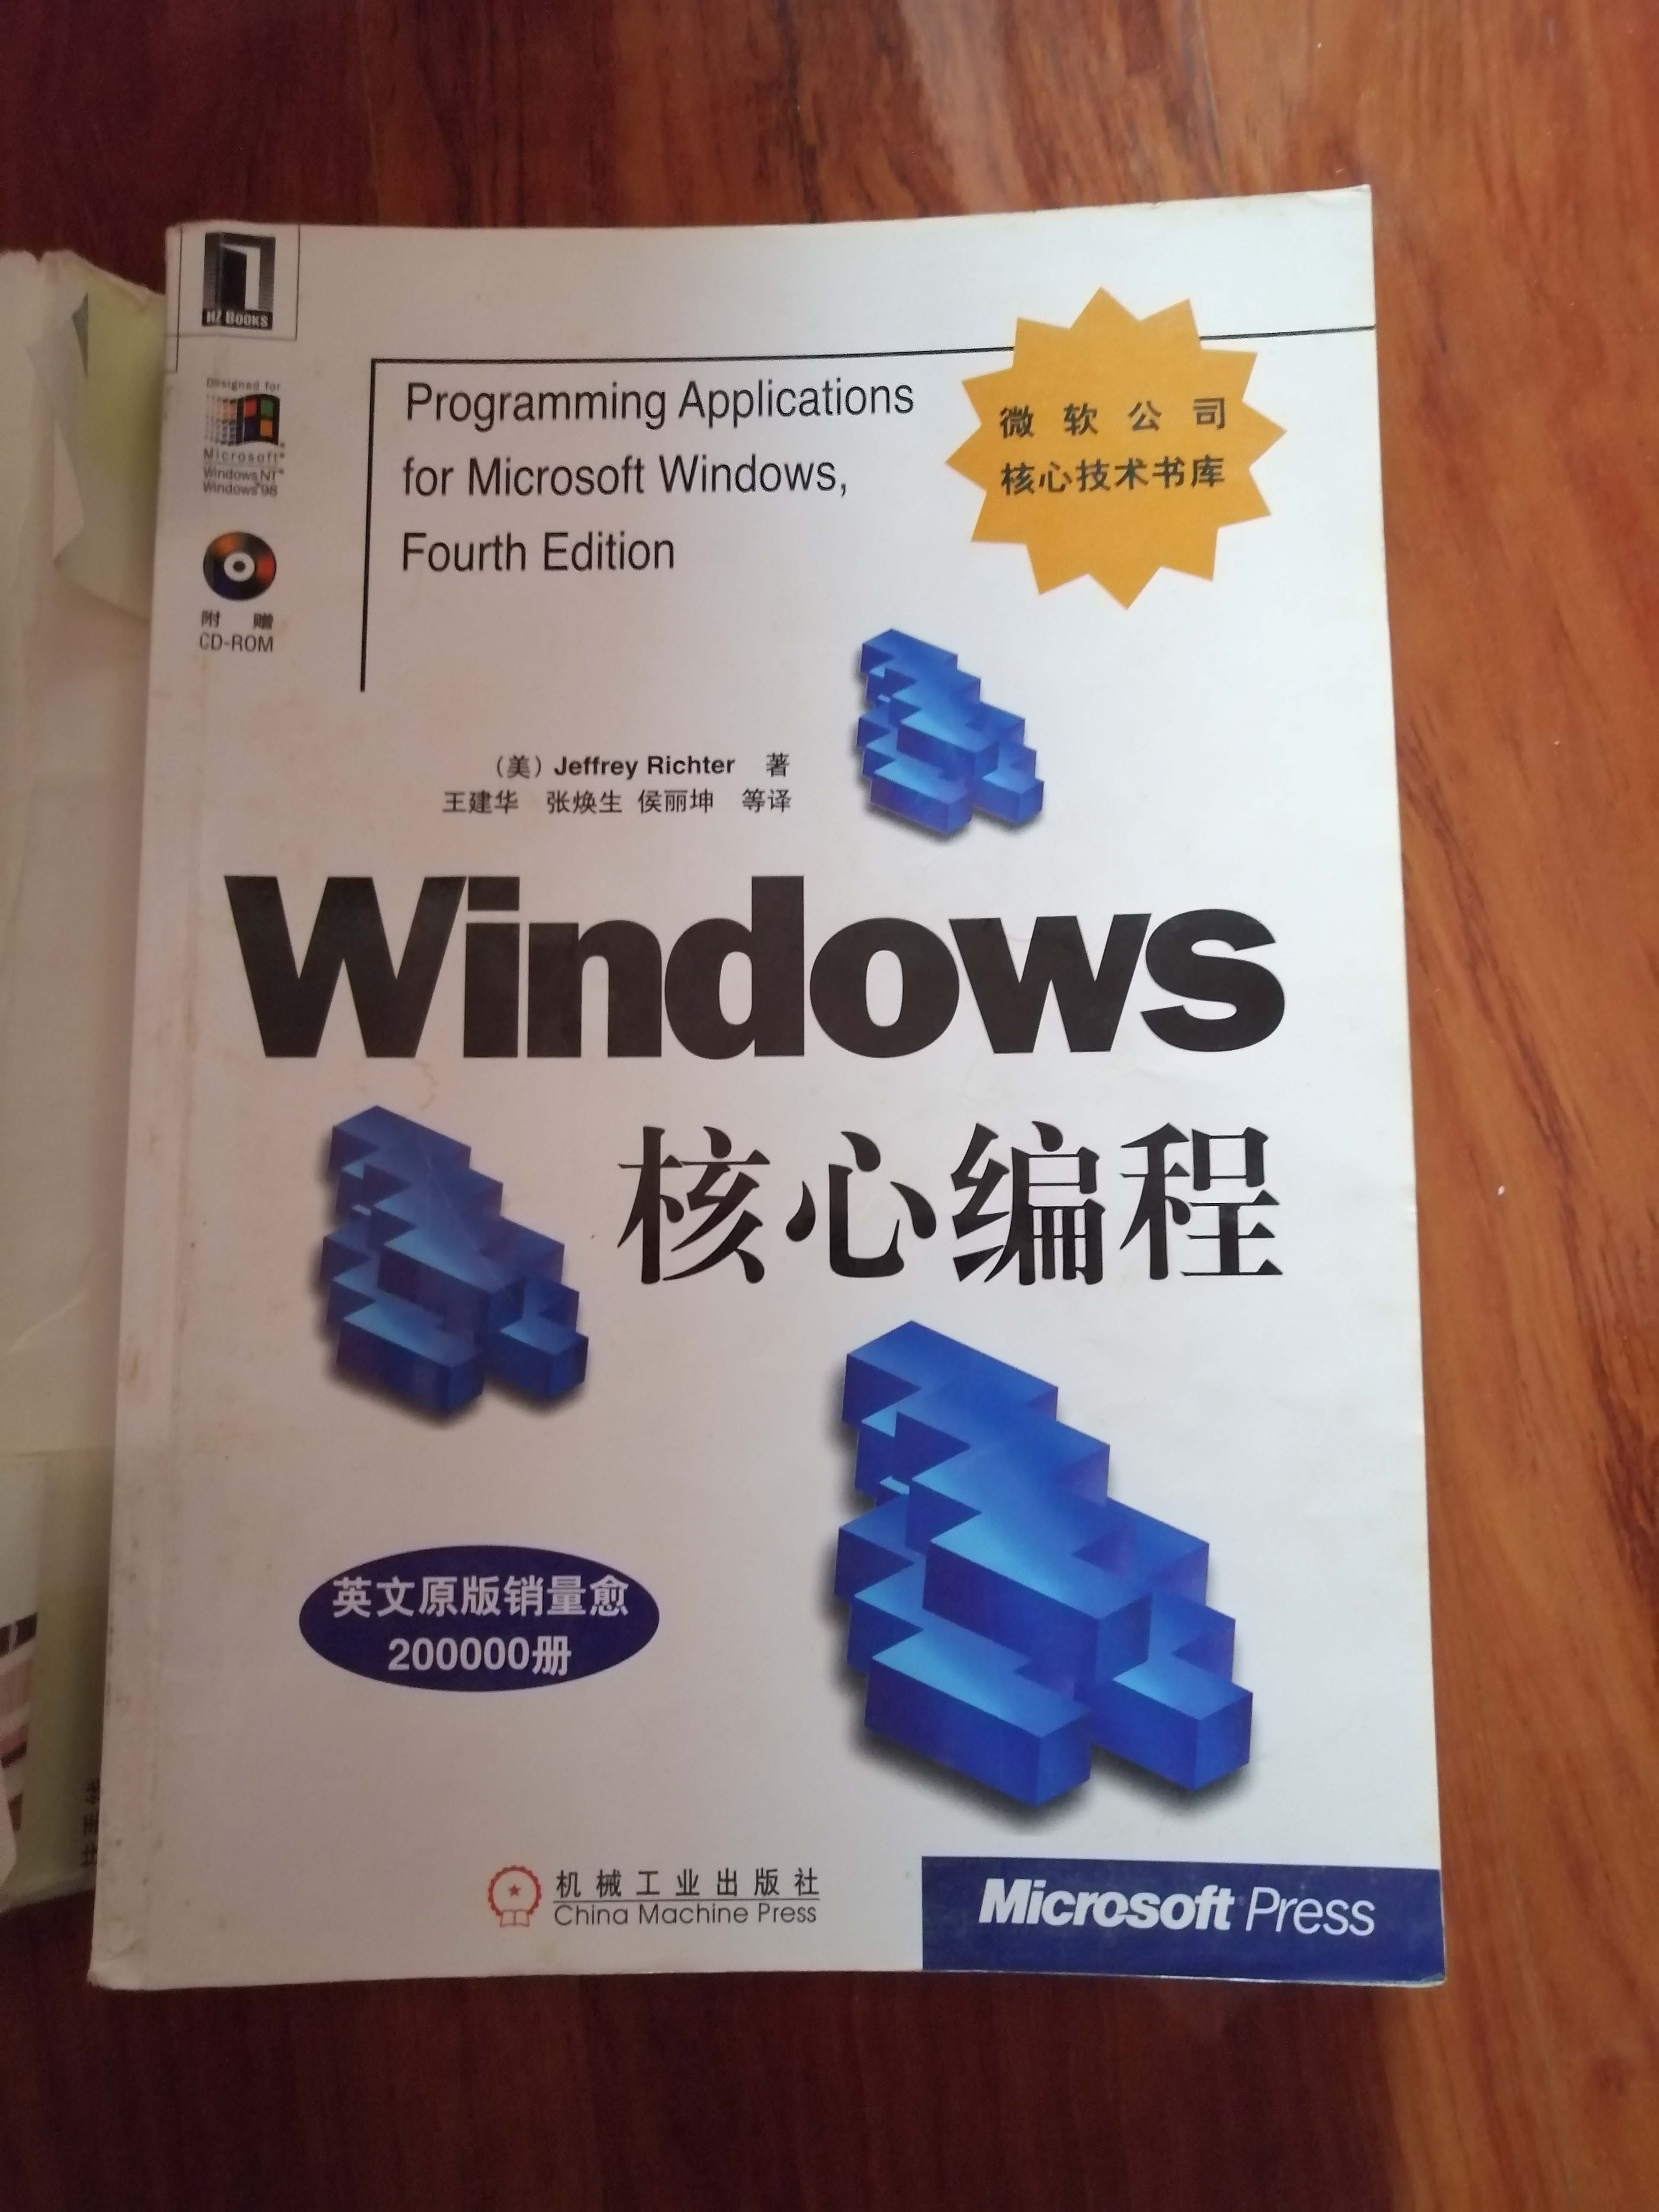 HZ BOOKS
Programming Applications
for Microsoft Windows,
Fourth Edition
微软公司
核心技术书库
Designed for
Microsoft®
Windows NT®
Windows®98
附赠
CD-ROM
（美）Jeffrey Richter 著
王建华 张焕生 侯丽坤 等译
Windows
核心编程
英文原版销量愈
200000册
机械工业出版社
China Machine Press
Microsoft Press